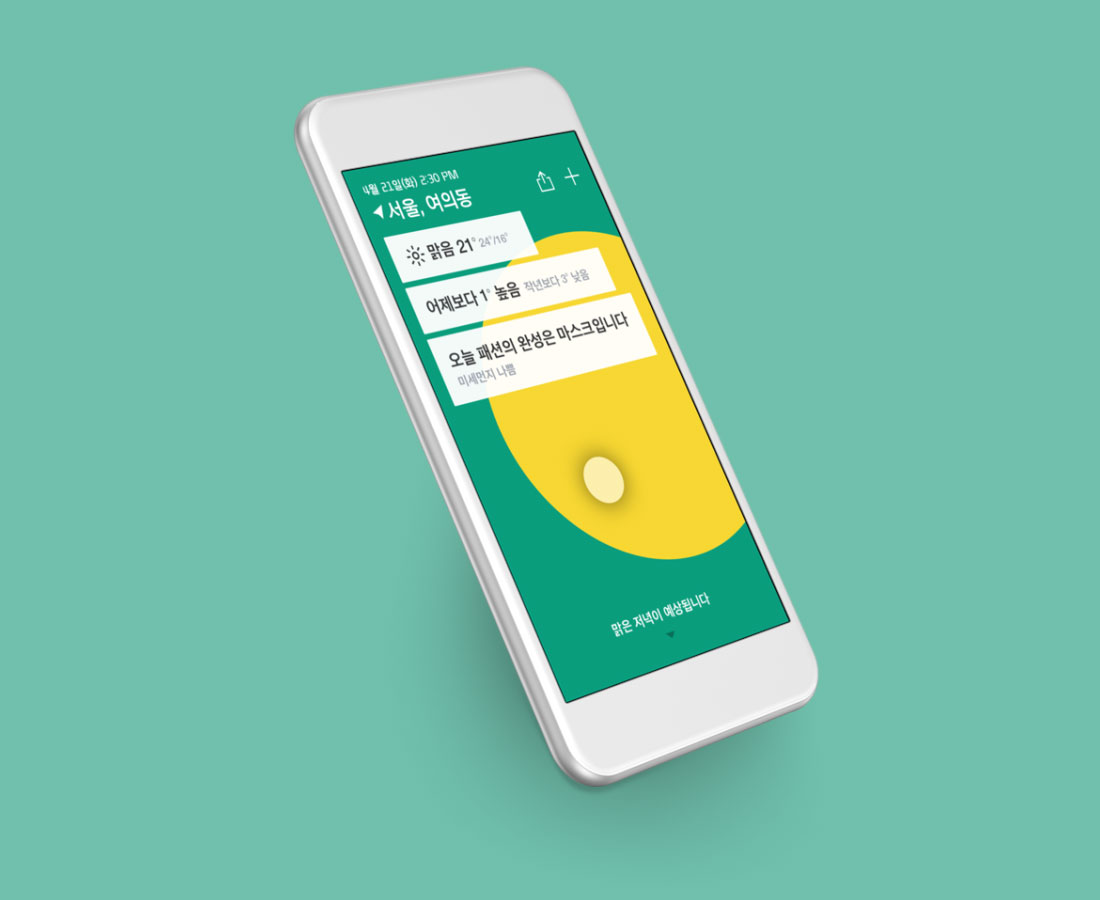 4월 21일(화) 2:30 PM
서울, 여의동
맑음 21° 24°/16°
어제보다 1° 높음 작년보다 3° 낮음
오늘 패션의 완성은 마스크입니다
미세먼지 나쁨
맑은 저녁이 예상됩니다